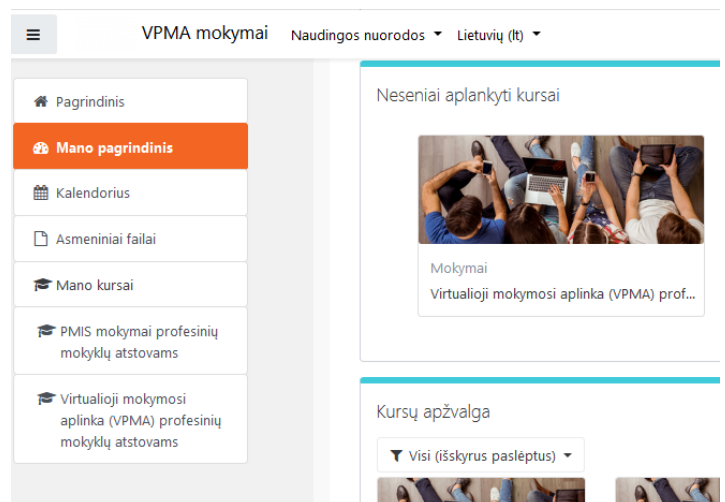 VPMA mokymai Naudingos nuorodos Lietuvių ‎(lt)‎
Pagrindinis
Mano pagrindinis
Kalendorius
Asmeniniai failai
Mano kursai
PMIS mokymai profesinių
mokyklų atstovams
Virtualioji mokymosi
aplinka (VPMA) profesinių
mokyklų atstovams
Neseniai aplankyti kursai
Mokymai
Virtualioji mokymosi aplinka (VPMA) prof...
Kursų apžvalga
Visi (išskyrus paslėptus)